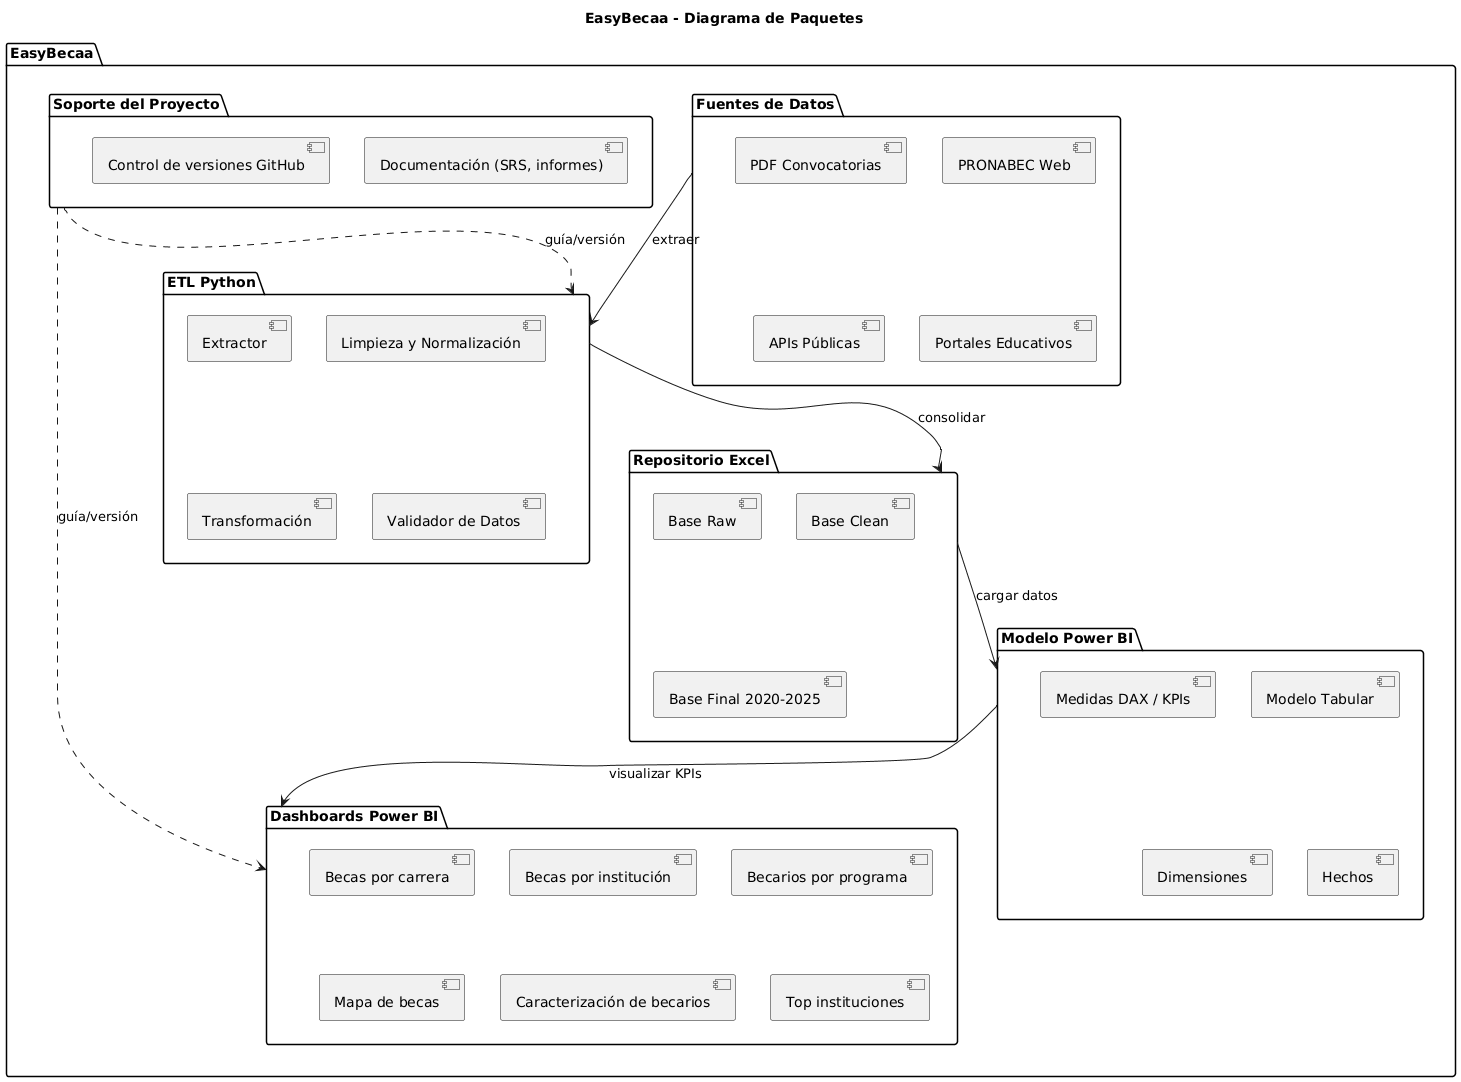 EasyBecaa - Diagrama de Paquetes
EasyBecaa
Soporte del Proyecto
Control de versiones GitHub
Documentación (SRS, informes)
Fuentes de Datos
PDF Convocatorias
PRONABEC Web
APIs Públicas
Portales Educativos
guía/versión
extraer
ETL Python
Extractor
Limpieza y Normalización
Transformación
Validador de Datos
consolidar
guía/versión
Repositorio Excel
Base Raw
Base Clean
Base Final 2020-2025
cargar datos
Modelo Power BI
Medidas DAX / KPIs
Modelo Tabular
Dimensiones
Hechos
visualizar KPIs
Dashboards Power BI
Becas por carrera
Becas por institución
Becarios por programa
Mapa de becas
Caracterización de becarios
Top instituciones